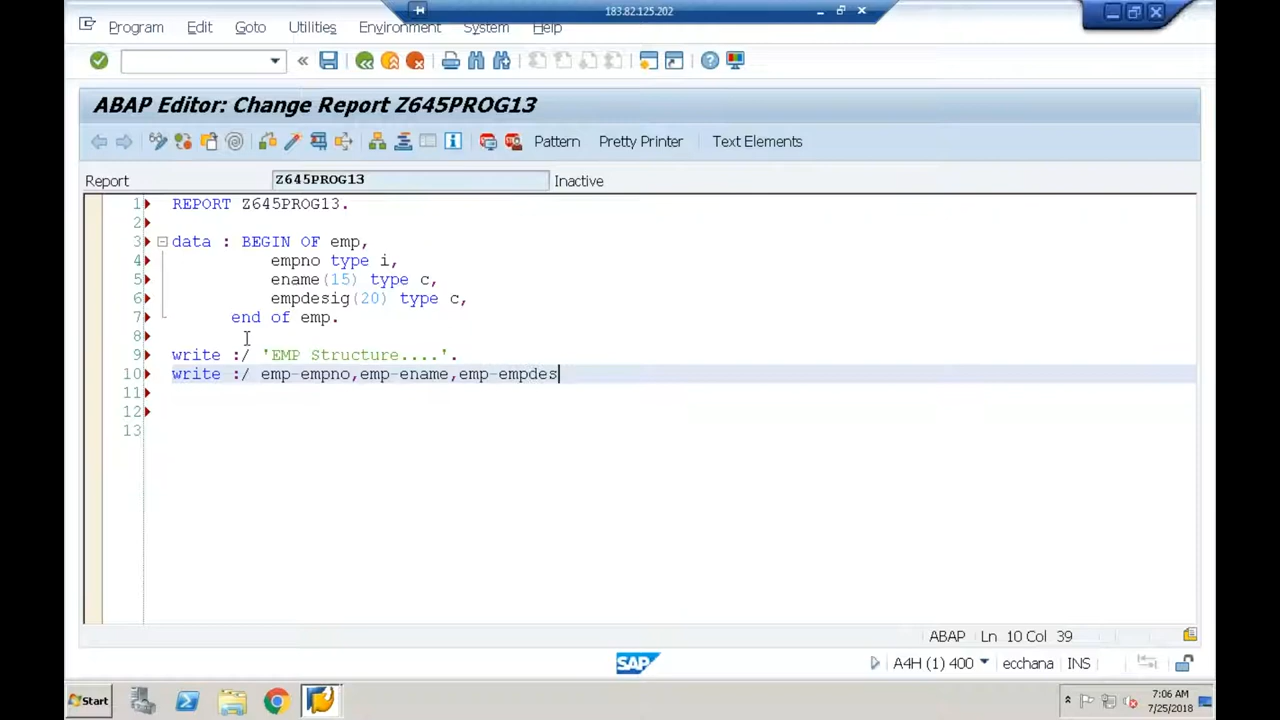 183.82.125.202
Program Edit Goto Utilities Environment System Help
ABAP Editor: Change Report Z645PROG13
Pattern Pretty Printer Text Elements
Report Z645PROG13 Inactive
1 REPORT Z645PROG13.
2
3 data : BEGIN OF emp,
4 empno type i,
5 ename(15) type c,
6 empdesig(20) type c,
7 end of emp.
8
9 write :/ 'EMP Structure....'.
10 write :/ emp-empno,emp-ename,emp-empdes
11
12
13
ABAP Ln 10 Col 39
SAP A4H (1) 400 ecchana INS
Start 7:06 AM
7/25/2018